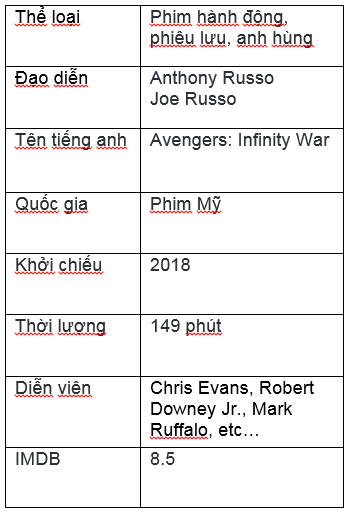 Thể loại
Phim hành đông,
phiêu lưu, anh hùng
Đạo diễn
Anthony Russo
Joe Russo
Tên tiếng anh
Avengers: Infinity War
Quốc gia
Phim Mỹ
Khởi chiếu
2018
Thời lượng
149 phút
Diễn viên
Chris Evans, Robert
Downey Jr., Mark
Ruffalo, etc…
IMDB
8.5